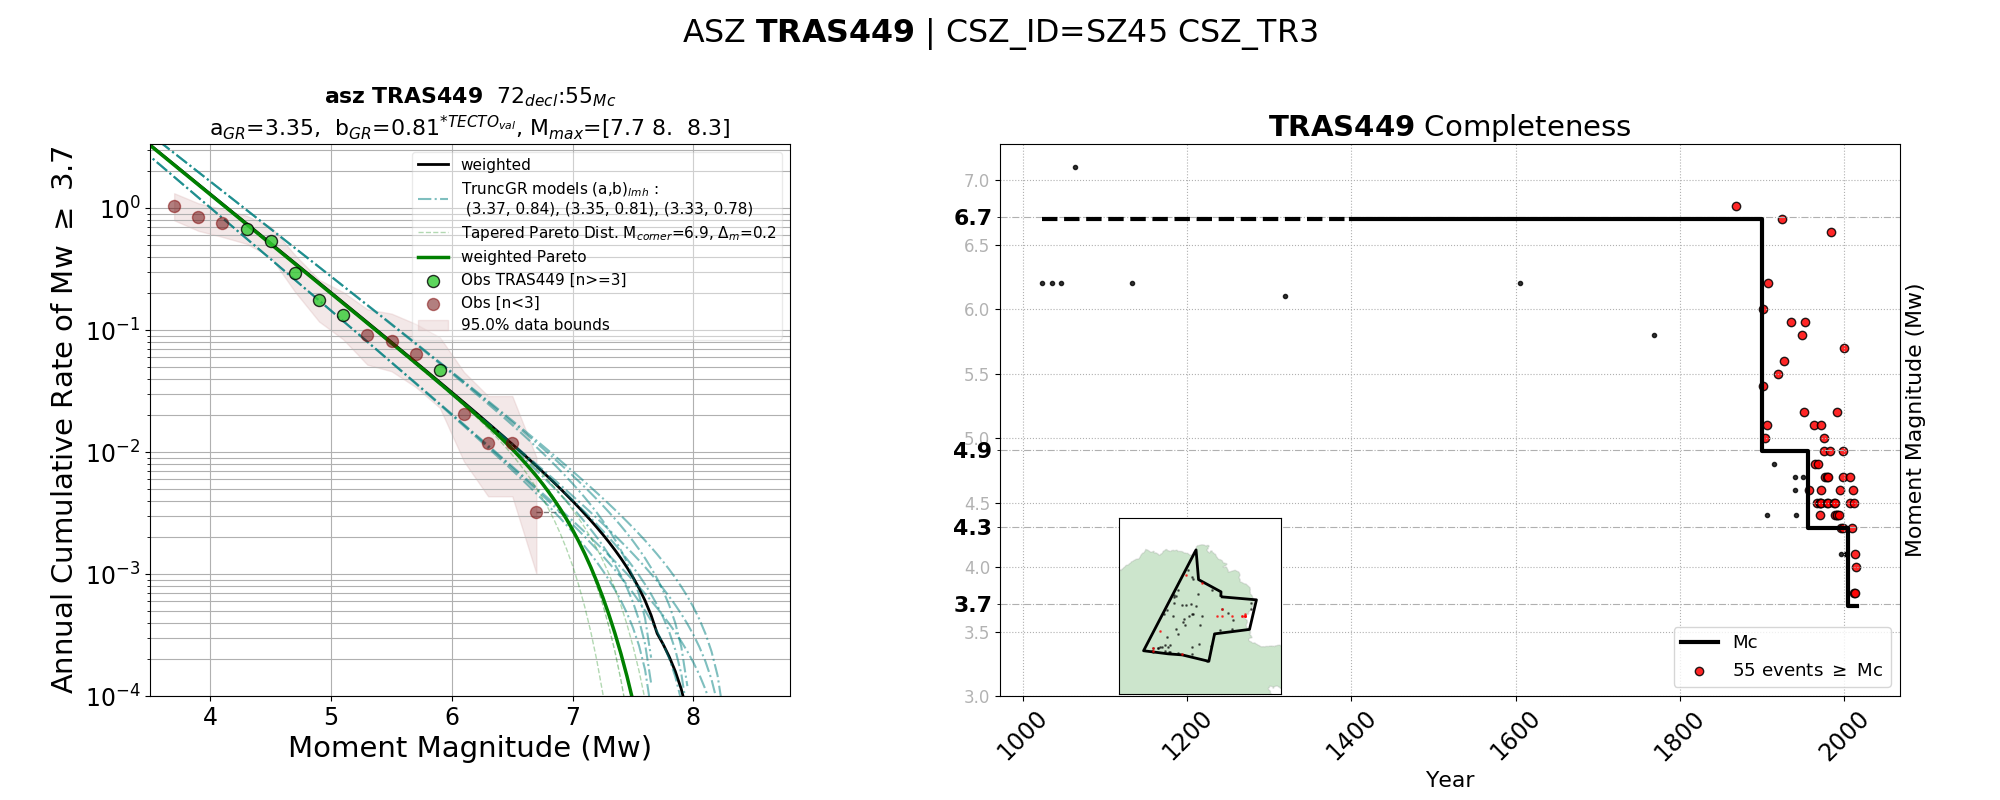 ASZ TRAS449 | CSZ_ID=SZ45 CSZ_TR3
asz TRAS449 72decl:55Mc
aGR=3.35, bGR=0.81*TECTOval, Mmax=[7.7 8. 8.3]
Annual Cumulative Rate of Mw ≥ 3.7
10^0
10^-1
10^-2
10^-3
10^-4
weighted
TruncGR models (a,b)lmh :
(3.37, 0.84), (3.35, 0.81), (3.33, 0.78)
Tapered Pareto Dist. Mcorner=6.9, Δm=0.2
weighted Pareto
Obs TRAS449 [n>=3]
Obs [n<3]
95.0% data bounds
4 5 6 7 8
Moment Magnitude (Mw)
TRAS449 Completeness
7.0
6.7
6.5
6.0
5.5
5.0
4.9
4.5
4.3
4.0
3.7
3.5
3.0
Moment Magnitude (Mw)
Mc
55 events ≥ Mc
1000 1200 1400 1600 1800 2000
Year